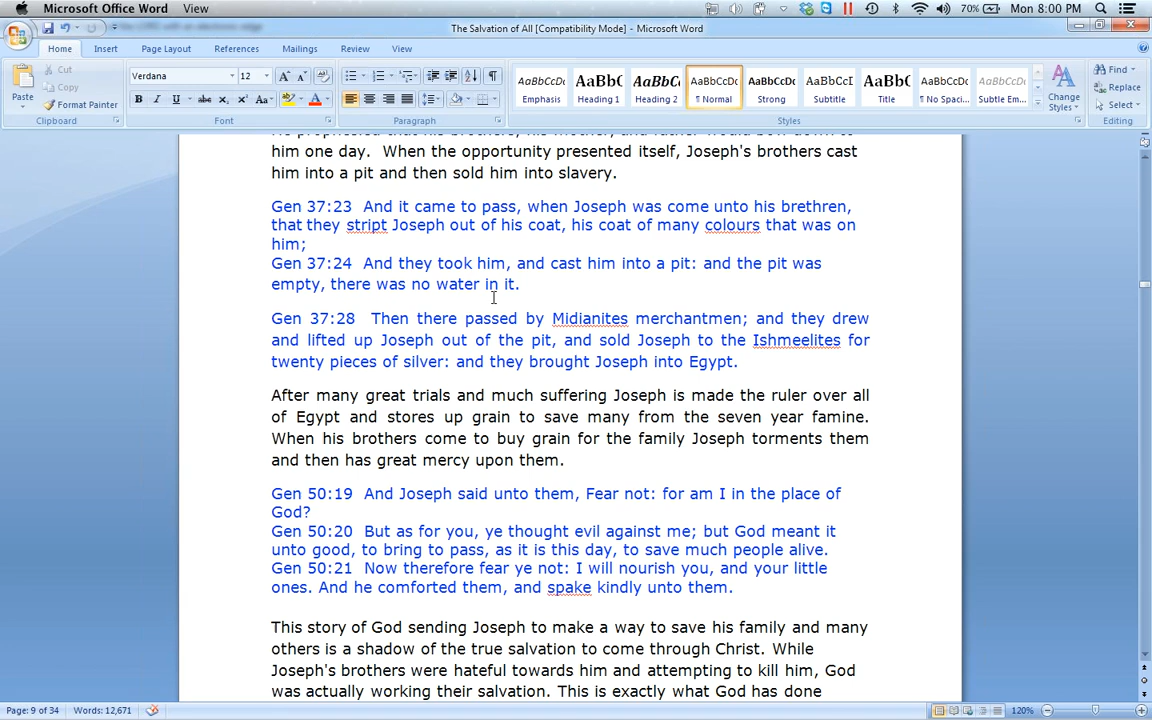 Microsoft Office Word View 70% Mon 8:00 PM
The Salvation of All [Compatibility Mode] - Microsoft Word
Home Insert Page Layout References Mailings Review View
Paste
Cut
Copy
Format Painter
Verdana 12
AaBbCcDc AaBb( AaBbC AaBbCcDc AaBbCcDc AaBbCcI AaBb( AaBbCcDc AaBbCcDc
Emphasis Heading 1 Heading 2 ¶ Normal Strong Subtitle Title ¶ No Spaci... Subtle Em...
Change
Styles
Find
Replace
Select
Clipboard Font Paragraph Styles Editing
him one day. When the opportunity presented itself, Joseph's brothers cast
him into a pit and then sold him into slavery.
Gen 37:23 And it came to pass, when Joseph was come unto his brethren,
that they stript Joseph out of his coat, his coat of many colours that was on
him;
Gen 37:24 And they took him, and cast him into a pit: and the pit was
empty, there was no water in it.
Gen 37:28 Then there passed by Midianites merchantmen; and they drew
and lifted up Joseph out of the pit, and sold Joseph to the Ishmeelites for
twenty pieces of silver: and they brought Joseph into Egypt.
After many great trials and much suffering Joseph is made the ruler over all
of Egypt and stores up grain to save many from the seven year famine.
When his brothers come to buy grain for the family Joseph torments them
and then has great mercy upon them.
Gen 50:19 And Joseph said unto them, Fear not: for am I in the place of
God?
Gen 50:20 But as for you, ye thought evil against me; but God meant it
unto good, to bring to pass, as it is this day, to save much people alive.
Gen 50:21 Now therefore fear ye not: I will nourish you, and your little
ones. And he comforted them, and spake kindly unto them.
This story of God sending Joseph to make a way to save his family and many
others is a shadow of the true salvation to come through Christ. While
Joseph's brothers were hateful towards him and attempting to kill him, God
was actually working their salvation. This is exactly what God has done
Page: 9 of 34 Words: 12,671 120%